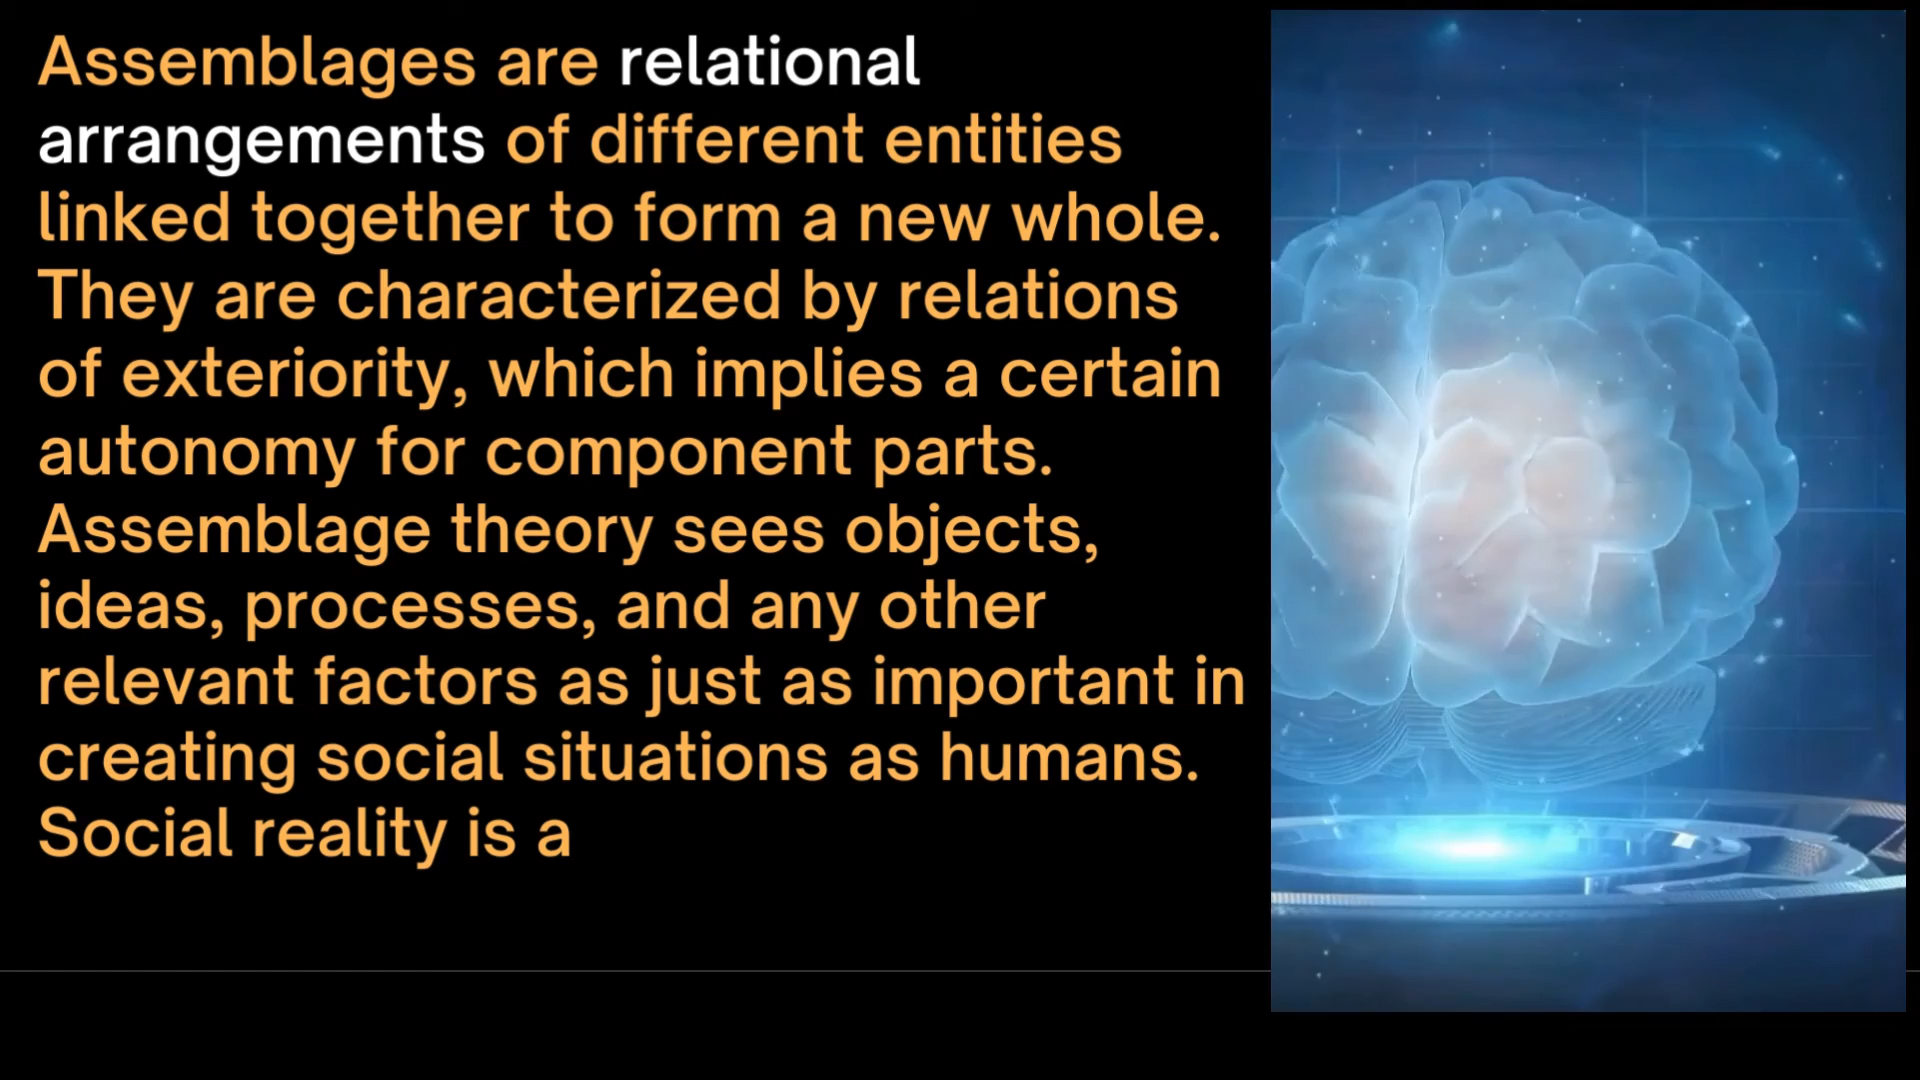 Assemblages are relational
arrangements of different entities
linked together to form a new whole.
They are characterized by relations
of exteriority, which implies a certain
autonomy for component parts.
Assemblage theory sees objects,
ideas, processes, and any other
relevant factors as just as important in
creating social situations as humans.
Social reality is a